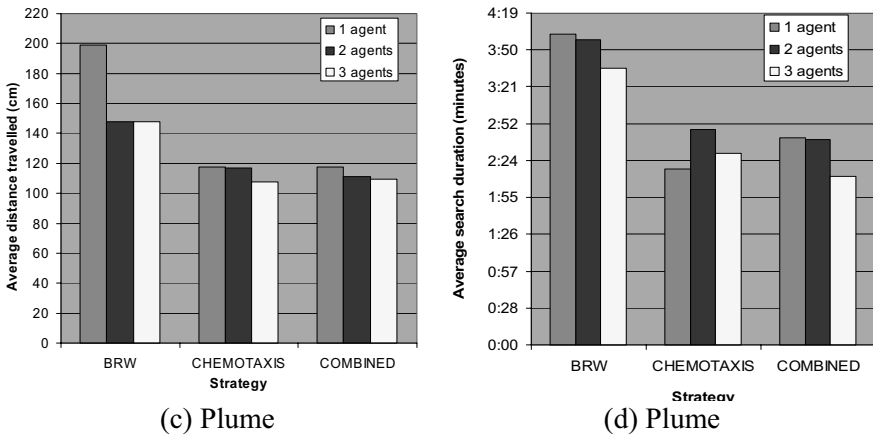 Average distance travelled (cm)
220
200
180
160
140
120
100
80
60
40
20
0
1 agent
2 agents
3 agents
BRW CHEMOTAXIS COMBINED
Strategy
(c) Plume
Average search duration (minutes)
4:19
3:50
3:21
2:52
2:24
1:55
1:26
0:57
0:28
0:00
1 agent
2 agents
3 agents
BRW CHEMOTAXIS COMBINED
Strategy
(d) Plume